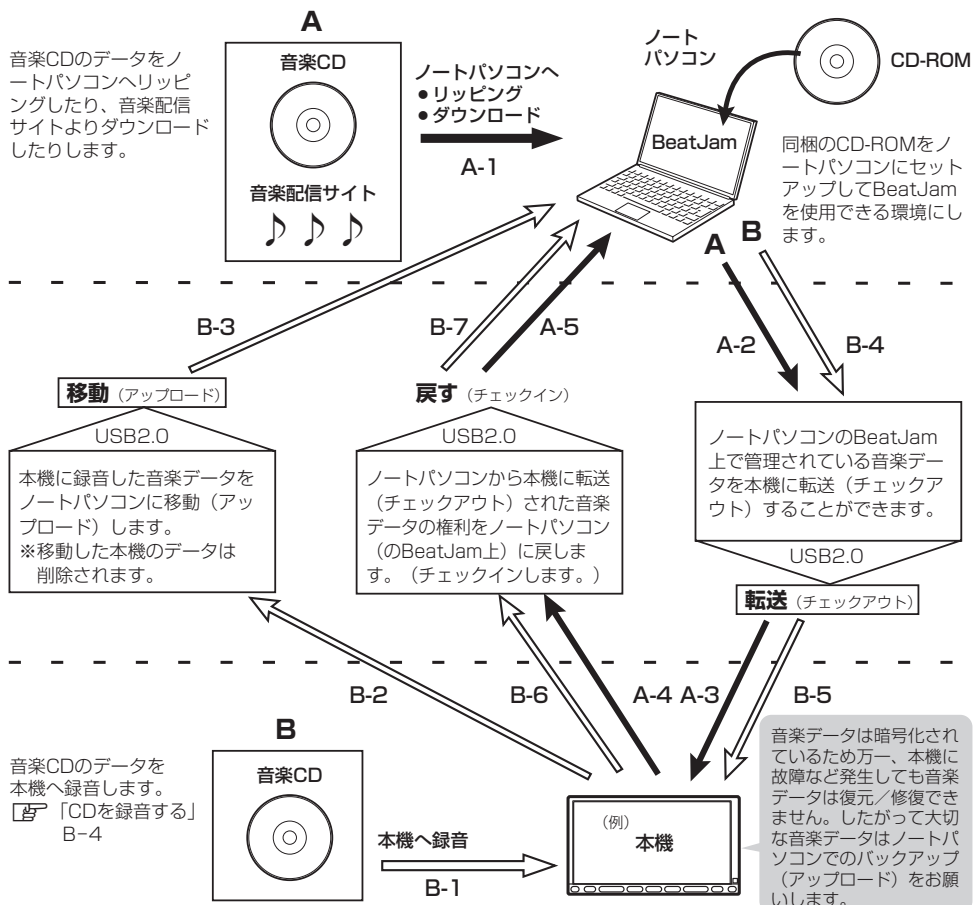 A
音楽CDのデータをノ
ートパソコンへリッピ
ングしたり、音楽配信
サイトよりダウンロード
したりします。
音楽CD
音楽配信サイト
ノートパソコンへ
●リッピング
●ダウンロード
A-1
ノート
パソコン
BeatJam
CD-ROM
同梱のCD-ROMをノ
ートパソコンにセット
アップしてBeatJam
を使用できる環境にし
ます。
A
B
B-3
B-7
A-5
A-2
B-4
移動（アップロード）
USB2.0
本機に録音した音楽データを
ノートパソコンに移動（アッ
プロード）します。
※移動した本機のデータは
削除されます。
戻す（チェックイン）
USB2.0
ノートパソコンから本機に転送
（チェックアウト）された音楽
データの権利をノートパソコン
（のBeatJam上）に戻しま
す。（チェックインします。）
ノートパソコンのBeatJam
上で管理されている音楽デー
タを本機に転送（チェックア
ウト）することができます。
USB2.0
転送（チェックアウト）
B-2
B-6
A-4
A-3
B-5
B
音楽CDのデータを
本機へ録音します。
「CDを録音する」
B-4
音楽CD
本機へ録音
B-1
（例）
本機
音楽データは暗号化され
ているため万一、本機に
故障など発生しても音楽
データは復元／修復でき
ません。したがって大切
な音楽データはノートパ
ソコンでのバックアップ
（アップロード）をお願
いします。